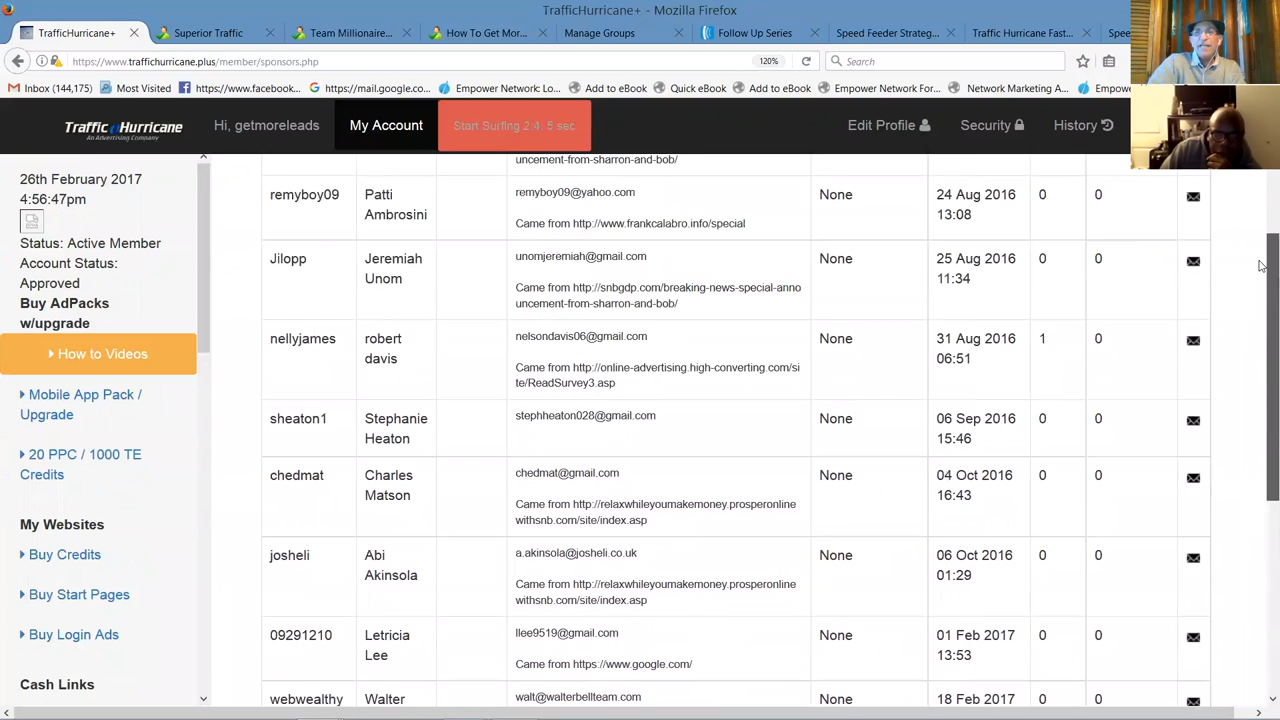 TrafficHurricane+ - Mozilla Firefox
TrafficHurricane+
Superior Traffic
Team Millionaire...
How To Get Mor...
Manage Groups
Follow Up Series
Speed Feeder Strateg...
Traffic Hurricane Fast...
Spee
https://www.traffichurricane.plus/member/sponsors.php
120%
Search
Inbox (144,175)
Most Visited
https://www.facebook...
https://mail.google.co...
Empower Network: Lo...
Add to eBook
Quick eBook
Add to eBook
Empower Network For...
Network Marketing A...
Empowe
Traffic Hurricane
An Advertising Company
Hi, getmoreleads
My Account
Start Surfing 2:4, 5 sec
Edit Profile
Security
History
26th February 2017
4:56:47pm
Status: Active Member
Account Status:
Approved
Buy AdPacks
w/upgrade
How to Videos
Mobile App Pack /
Upgrade
20 PPC / 1000 TE
Credits
My Websites
Buy Credits
Buy Start Pages
Buy Login Ads
Cash Links
uncement-from-sharron-and-bob/
remyboy09 Patti Ambrosini remyboy09@yahoo.com None 24 Aug 2016 0 0
Came from http://www.frankcalabro.info/special 13:08
Jilopp Jeremiah Unom unomjeremiah@gmail.com None 25 Aug 2016 0 0
Came from http://snbgdp.com/breaking-news-special-anno 11:34
uncement-from-sharron-and-bob/
nellyjames robert davis nelsondavis06@gmail.com None 31 Aug 2016 1 0
Came from http://online-advertising.high-converting.com/si 06:51
te/ReadSurvey3.asp
sheaton1 Stephanie Heaton stephheaton028@gmail.com None 06 Sep 2016 0 0
15:46
chedmat Charles Matson chedmat@gmail.com None 04 Oct 2016 0 0
Came from http://relaxwhileyoumakemoney.prosperonline 16:43
withsnb.com/site/index.asp
josheli Abi Akinsola a.akinsola@josheli.co.uk None 06 Oct 2016 0 0
Came from http://relaxwhileyoumakemoney.prosperonline 01:29
withsnb.com/site/index.asp
09291210 Letricia Lee llee9519@gmail.com None 01 Feb 2017 0 0
Came from https://www.google.com/ 13:53
webwealthy Walter walt@walterbellteam.com None 18 Feb 2017 0 0